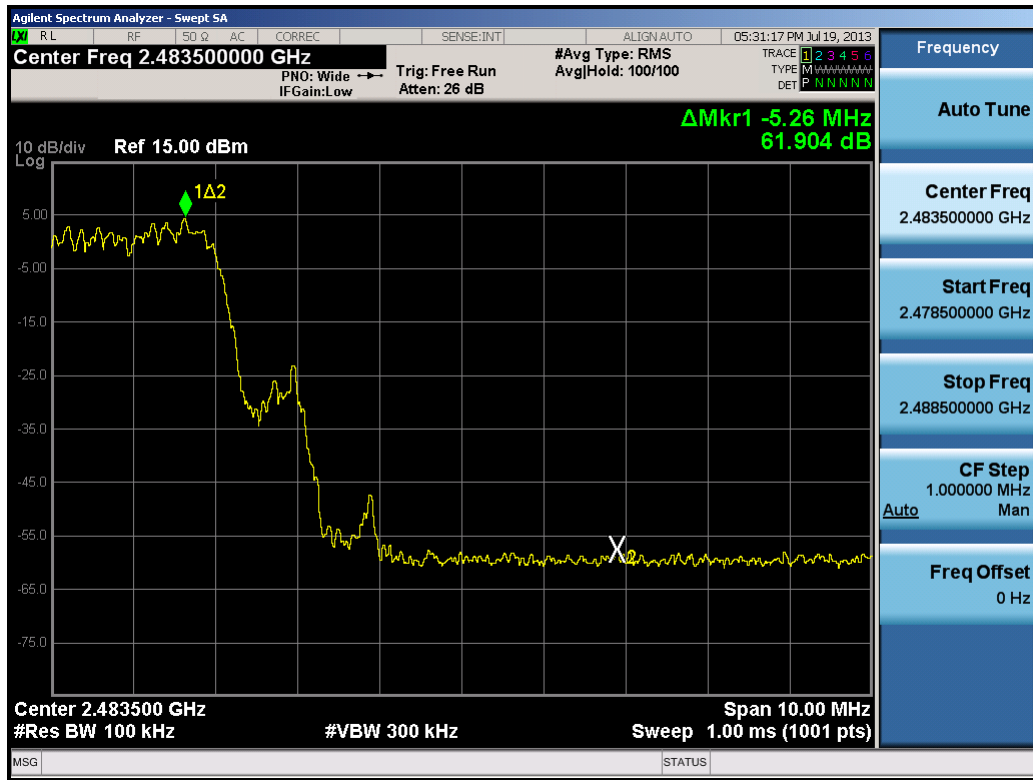 Agilent Spectrum Analyzer - Swept SA
LXI RL RF 50 Ω AC CORREC SENSE:INT ALIGN AUTO 05:31:17 PM Jul 19, 2013
Center Freq 2.483500000 GHz
PNO: Wide
IFGain:Low
Trig: Free Run
Atten: 26 dB
#Avg Type: RMS
Avg|Hold: 100/100
TRACE 1 2 3 4 5 6
TYPE M WWWWW
DET P N N N N N
ΔMkr1 -5.26 MHz
61.904 dB
10 dB/div Ref 15.00 dBm
Log
1Δ2
5.00
-5.00
-15.0
-25.0
-35.0
-45.0
-55.0
-65.0
-75.0
X2
Center 2.483500 GHz Span 10.00 MHz
#Res BW 100 kHz #VBW 300 kHz Sweep 1.00 ms (1001 pts)
MSG STATUS
Frequency
Auto Tune
Center Freq
2.483500000 GHz
Start Freq
2.478500000 GHz
Stop Freq
2.488500000 GHz
CF Step
1.000000 MHz
Auto Man
Freq Offset
0 Hz